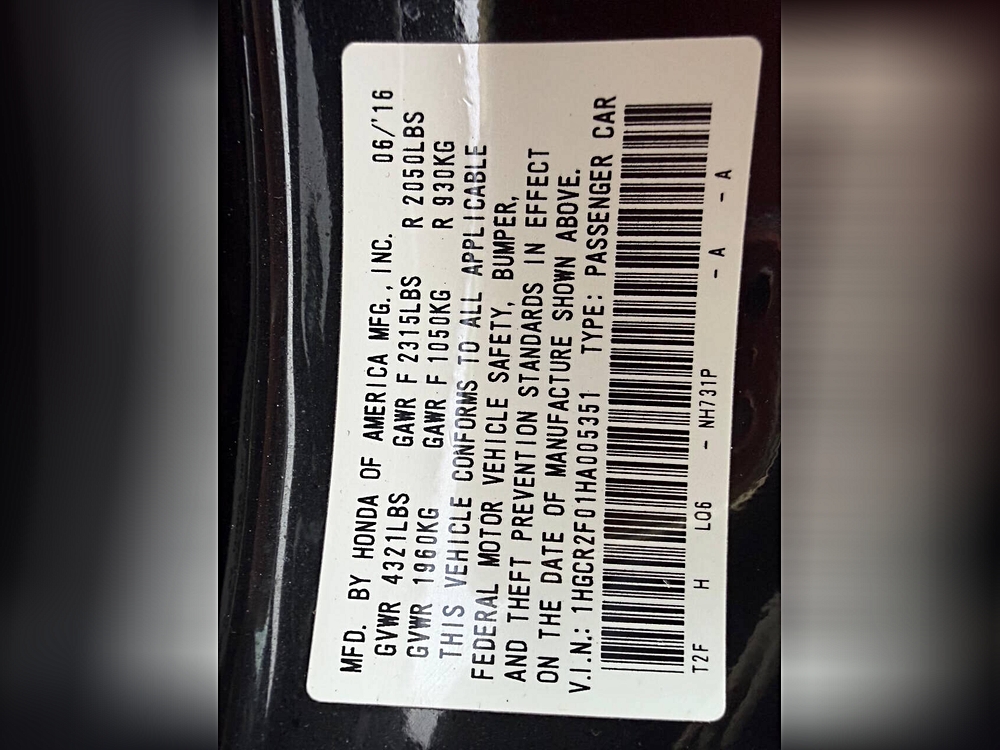 MFD. BY HONDA OF AMERICA MFG., INC. 06/'16
GVWR 4321LBS GAWR F 2315LBS R 2050LBS
GVWR 1960KG GAWR F 1050KG R 930KG
THIS VEHICLE CONFORMS TO ALL APPLICABLE
FEDERAL MOTOR VEHICLE SAFETY, BUMPER,
AND THEFT PREVENTION STANDARDS IN EFFECT
ON THE DATE OF MANUFACTURE SHOWN ABOVE.
V.I.N.: 1HGCR2F01HA005351 TYPE: PASSENGER CAR
T2F H L06 - NH731P - A - A